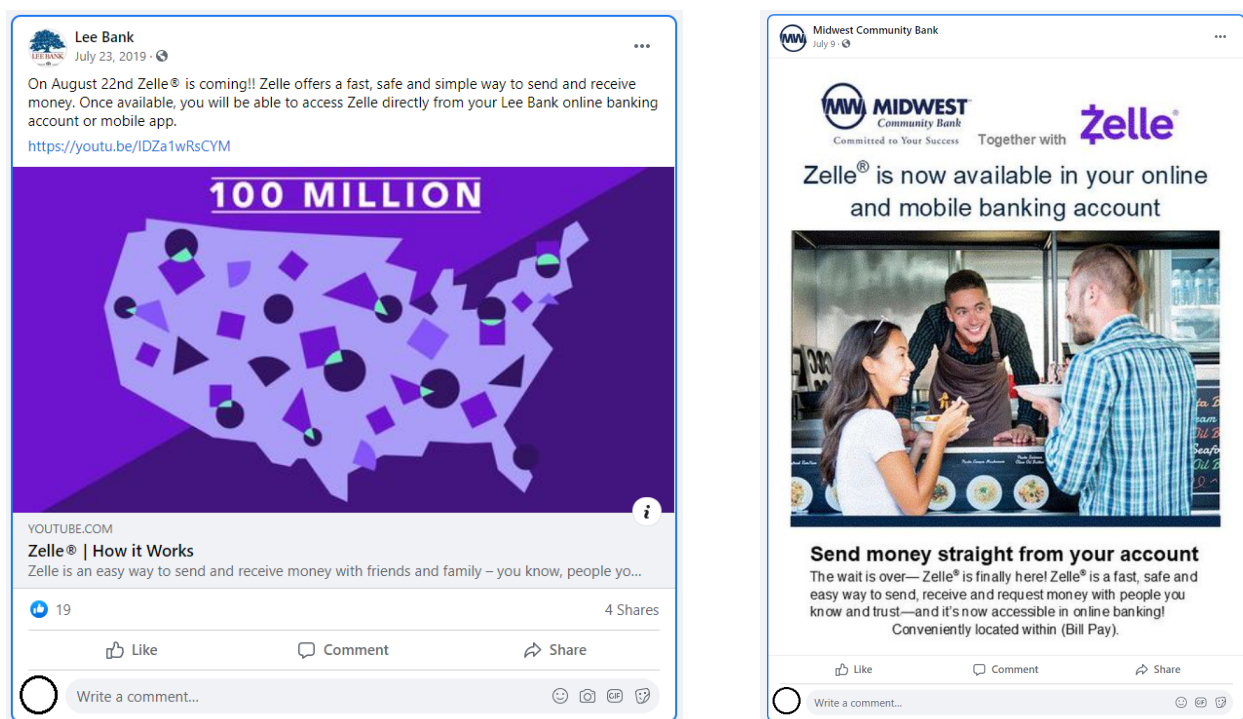 Lee Bank
LEE BANK
July 23, 2019 ·
On August 22nd Zelle® is coming!! Zelle offers a fast, safe and simple way to send and receive
money. Once available, you will be able to access Zelle directly from your Lee Bank online banking
account or mobile app.
https://youtu.be/IDZa1wRsCYM
100 MILLION
YOUTUBE.COM
Zelle® | How it Works
Zelle is an easy way to send and receive money with friends and family – you know, people yo...
19
4 Shares
Like
Comment
Share
Write a comment...
GIF
MW
Midwest Community Bank
July 9 ·
MW MIDWEST
Community Bank
Committed to Your Success
Together with
Zelle®
Zelle® is now available in your online
and mobile banking account
Send money straight from your account
The wait is over— Zelle® is finally here! Zelle® is a fast, safe and
easy way to send, receive and request money with people you
know and trust—and it's now accessible in online banking!
Conveniently located within (Bill Pay).
Like
Comment
Share
Write a comment...
GIF